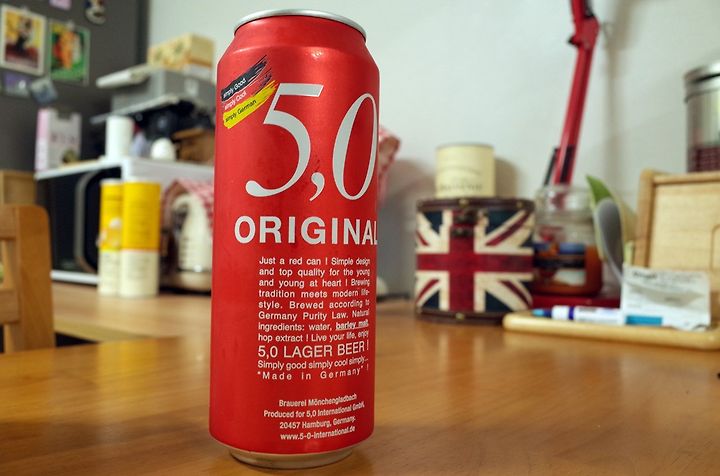 simply Good
simply Cool
simply German
5,0
ORIGINAL
Just a red can ! Simple design
and top quality for the young
and young at heart ! Brewing
tradition meets modern life-
style. Brewed according to
Germany Purity Law. Natural
ingredients: water, barley malt,
hop extract ! Live your life, enjoy
5,0 LAGER BEER !
Simply good simply cool simply...
"Made in Germany" !
Brauerei Mönchengladbach
Produced for 5,0 International GmbH,
20457 Hamburg, Germany.
www.5-0-international.de